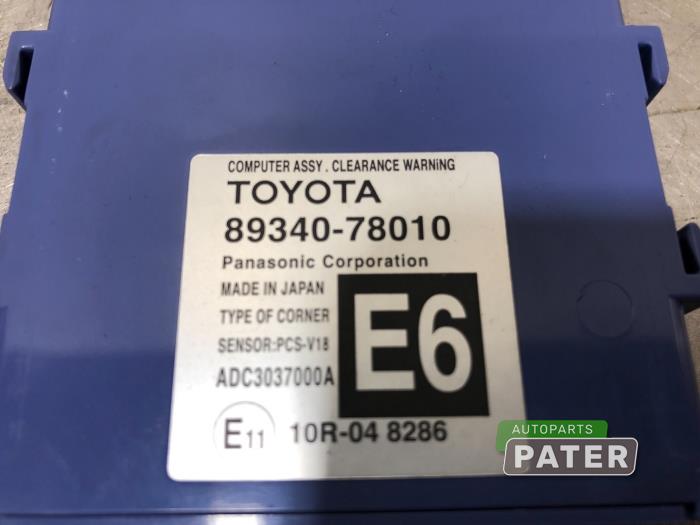 COMPUTER ASSY . CLEARANCE WARNiNG
TOYOTA
89340-78010
Panasonic Corporation
MADE IN JAPAN
TYPE OF CORNER
SENSOR:PCS-V18
ADC3037000A
E6
E11 10R-04 8286
AUTOPARTS
PATER